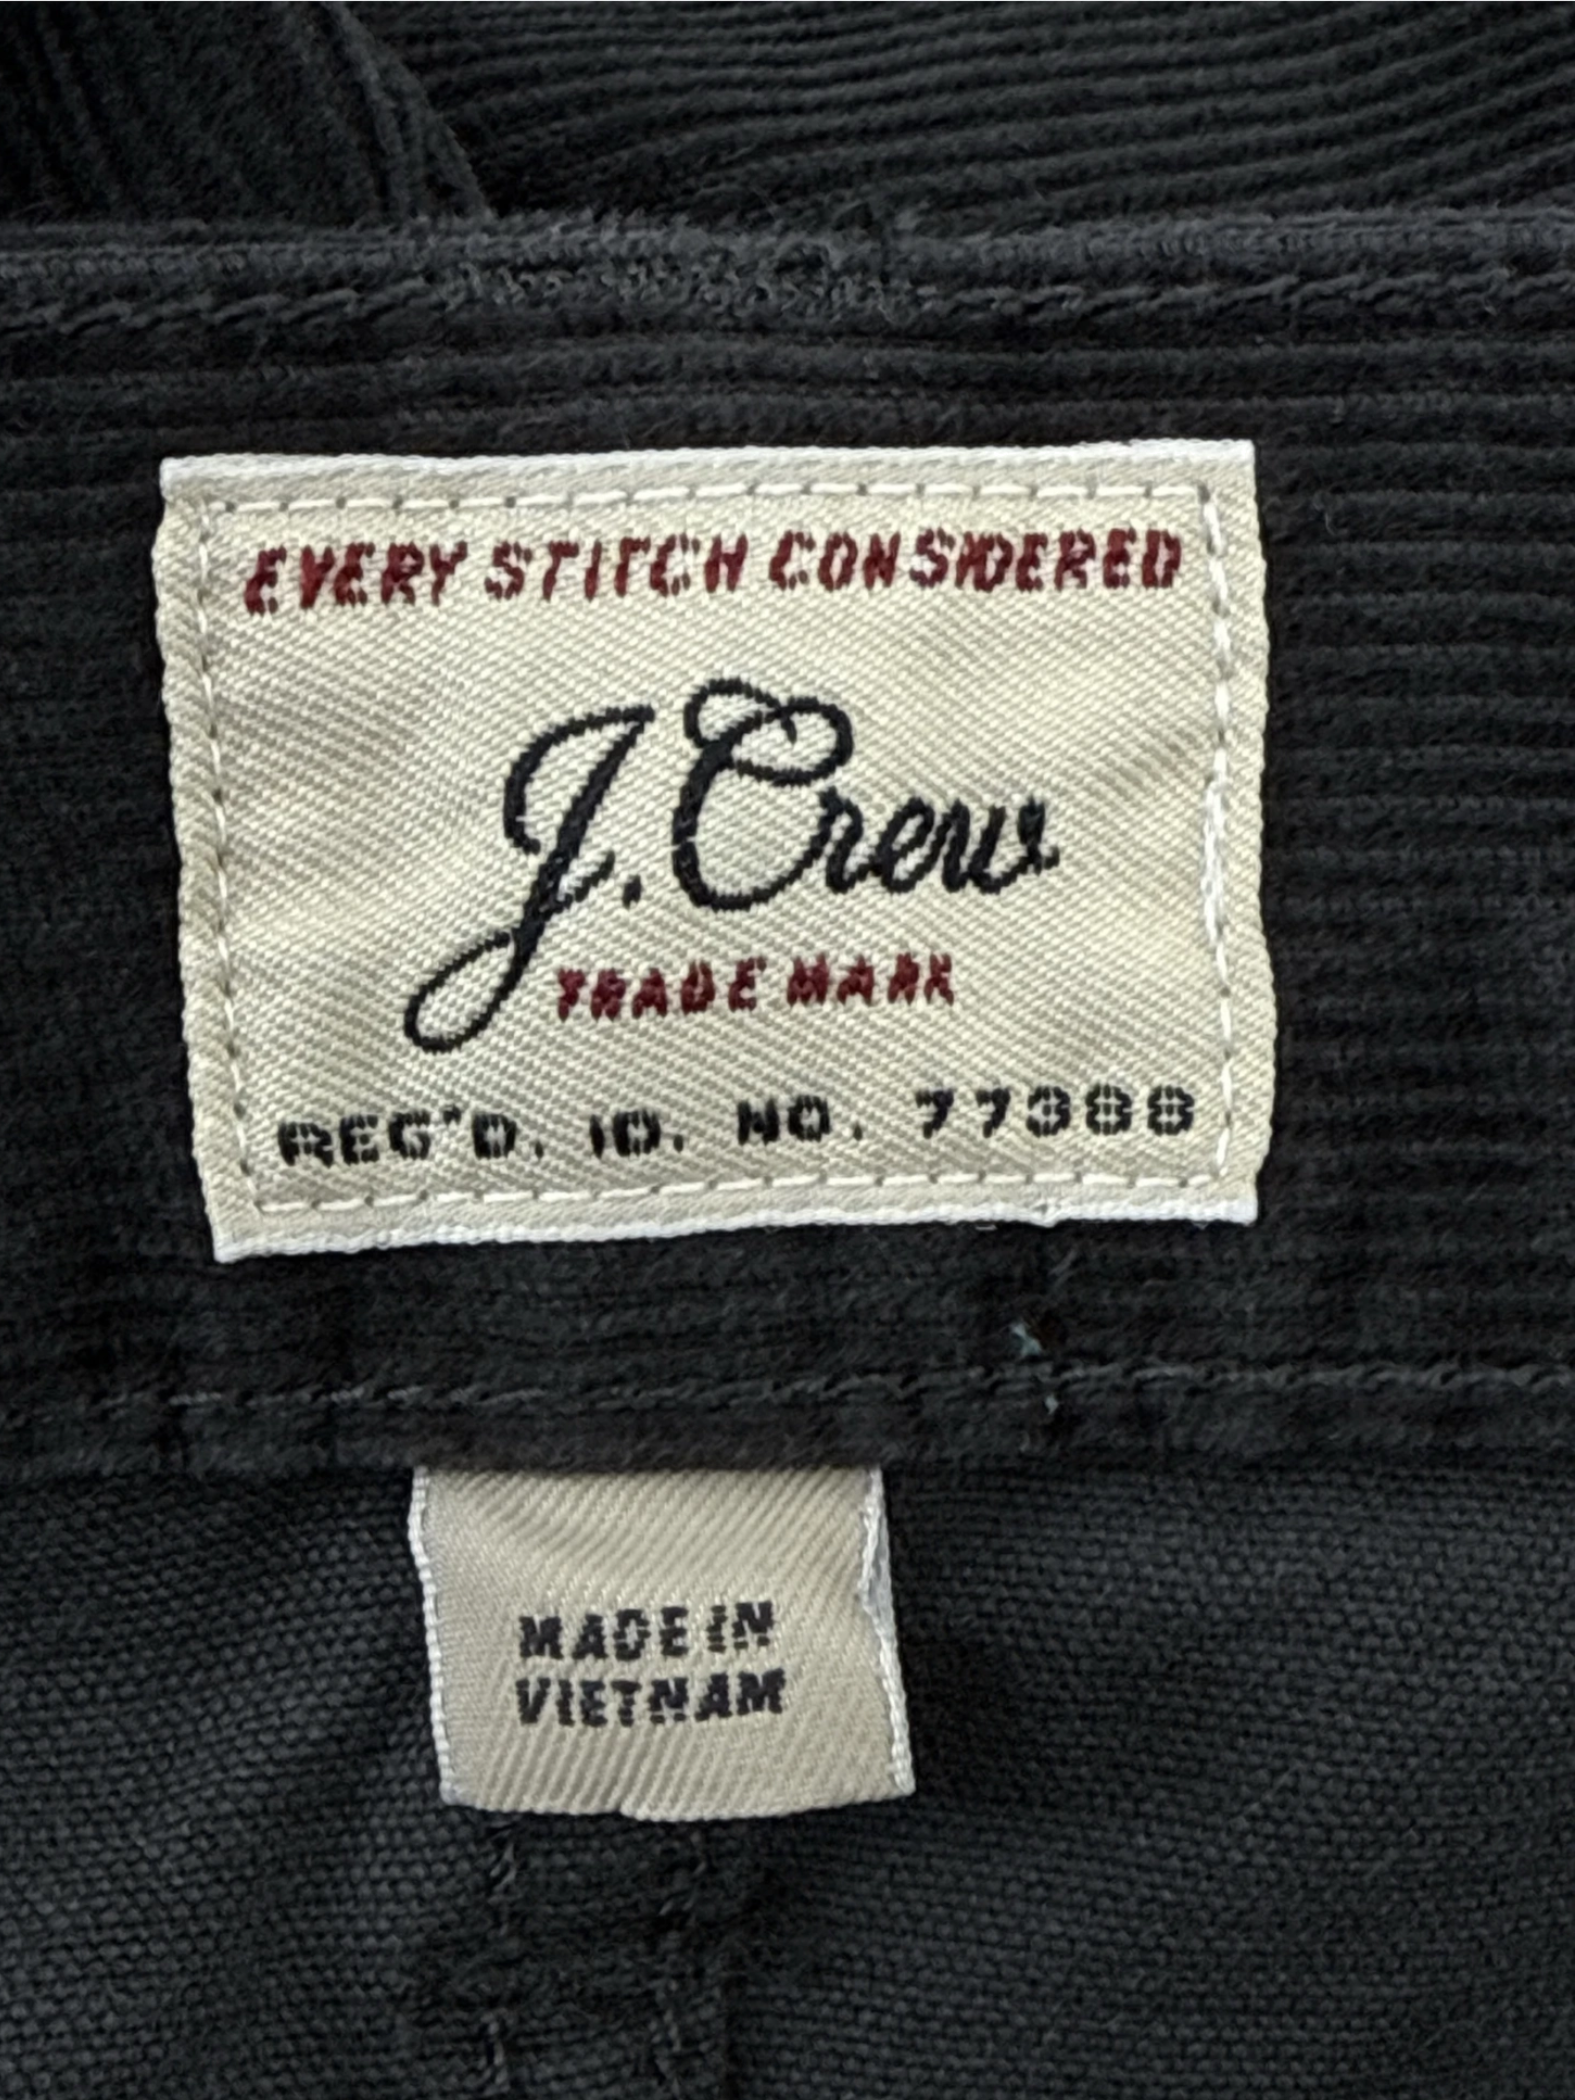 EVERY STITCH CONSIDERED
J.Crew
TRADE MARK
REG'D. ID. NO. 77388
MADE IN
VIETNAM